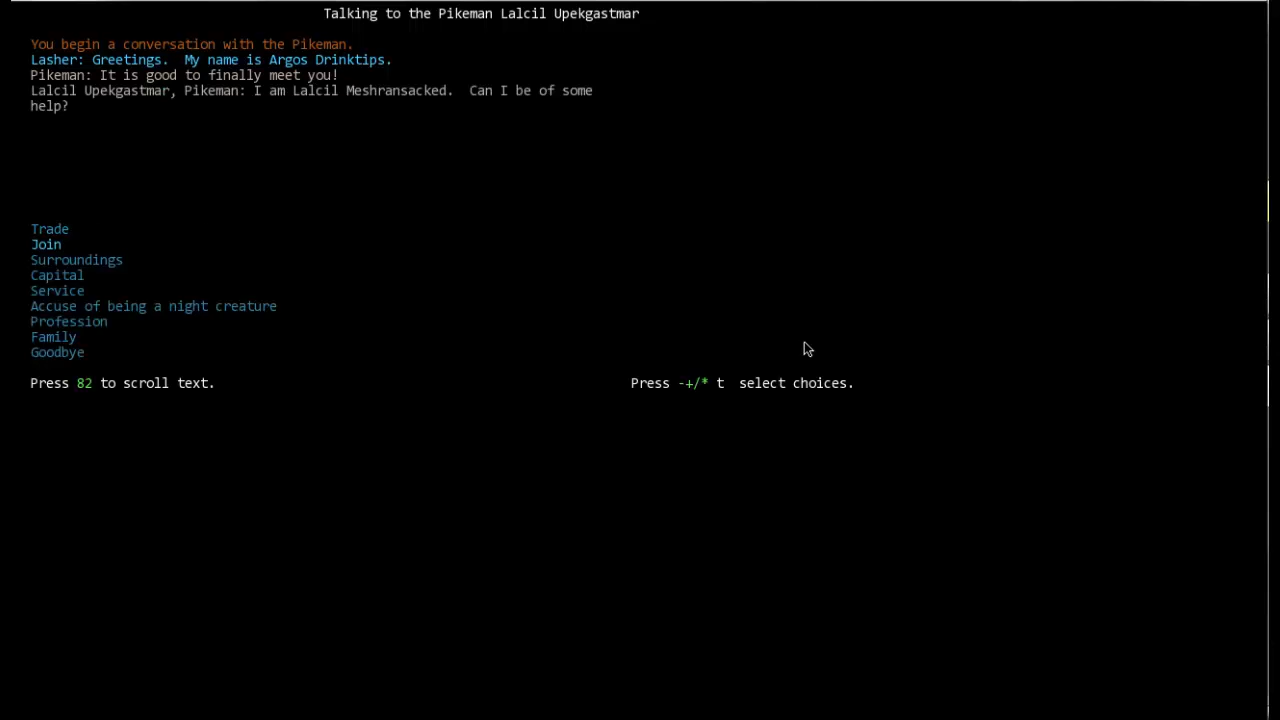 Talking to the Pikeman Lalcil Upekgastmar
You begin a conversation with the Pikeman.
Lasher: Greetings.  My name is Argos Drinktips.
Pikeman: It is good to finally meet you!
Lalcil Upekgastmar, Pikeman: I am Lalcil Meshransacked.  Can I be of some
help?
Trade
Join
Surroundings
Capital
Service
Accuse of being a night creature
Profession
Family
Goodbye
Press 82 to scroll text.
Press -+/* t  select choices.